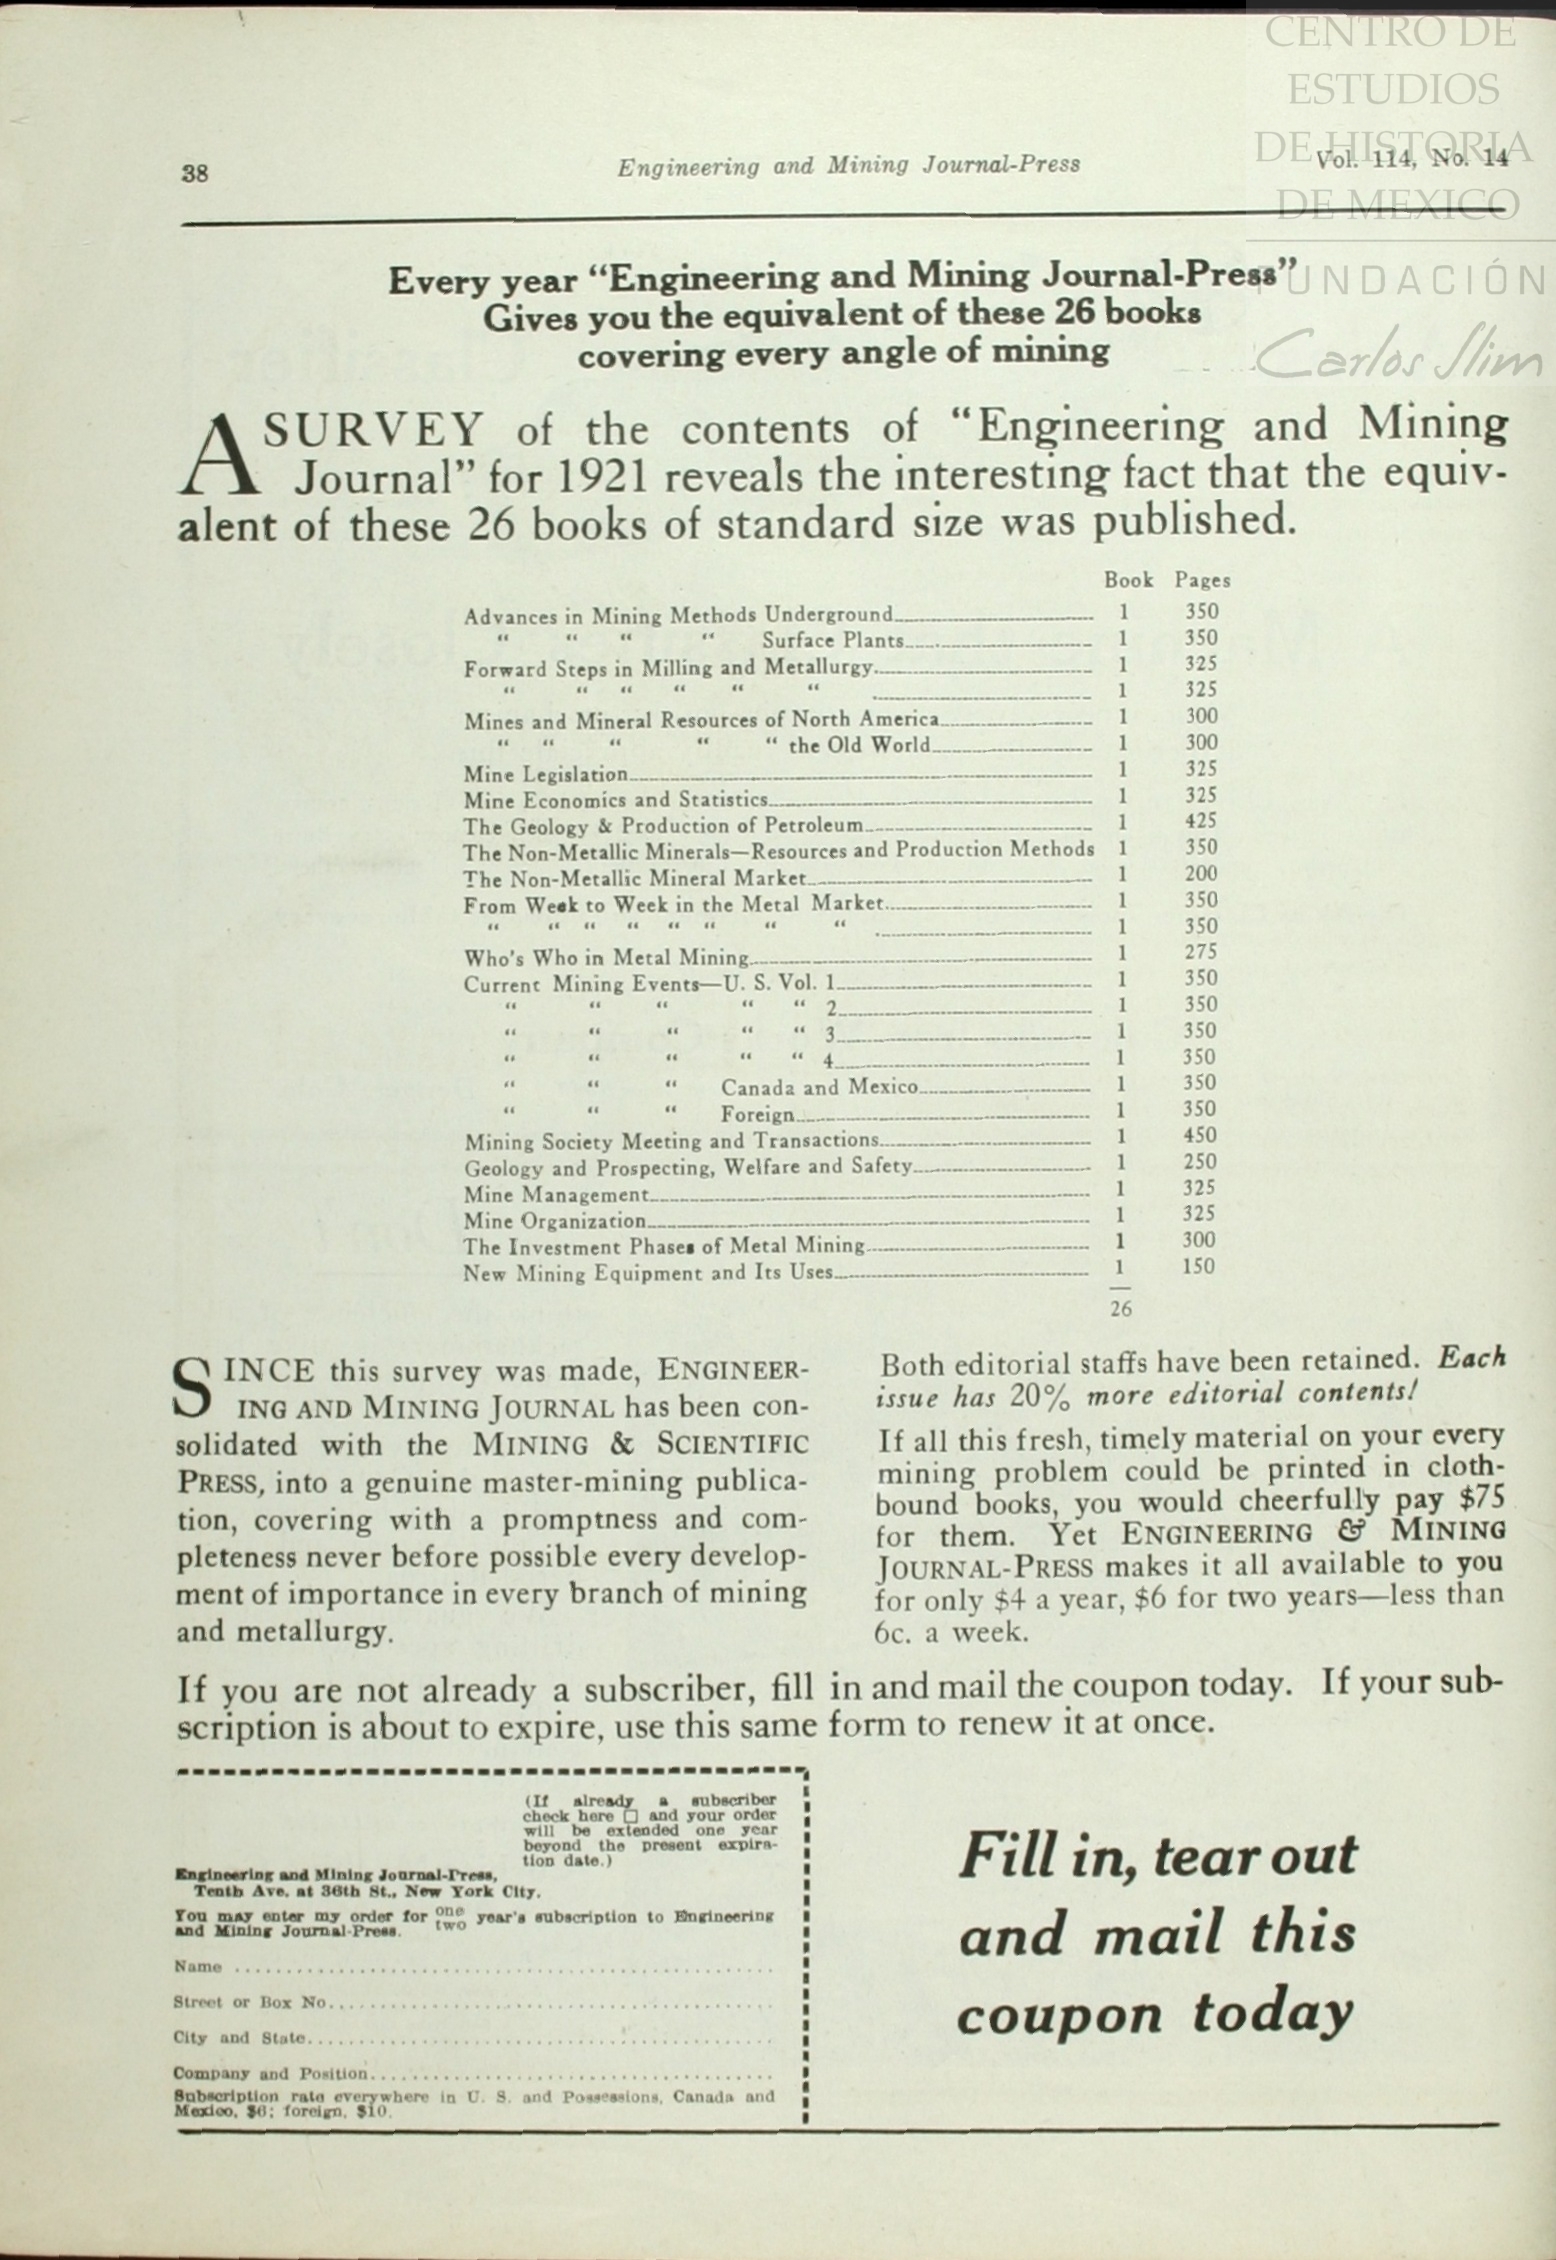 CENTRO DE
ESTUDIOS
DE HISTORIA
DE MEXICO
FUNDACIÓN
Carlos Slim
38 Engineering and Mining Journal-Press Vol. 114, No. 14
Every year “Engineering and Mining Journal-Press”
Gives you the equivalent of these 26 books
covering every angle of mining
A SURVEY of the contents of “Engineering and Mining
Journal” for 1921 reveals the interesting fact that the equiv-
alent of these 26 books of standard size was published.
Book Pages
Advances in Mining Methods Underground 1 350
“ “ “ “ Surface Plants 1 350
Forward Steps in Milling and Metallurgy 1 325
“ “ “ “ “ “ 1 325
Mines and Mineral Resources of North America 1 300
“ “ “ “ “ the Old World 1 300
Mine Legislation 1 325
Mine Economics and Statistics 1 325
The Geology & Production of Petroleum 1 425
The Non-Metallic Minerals—Resources and Production Methods 1 350
The Non-Metallic Mineral Market 1 200
From Week to Week in the Metal Market 1 350
“ “ “ “ “ “ “ “ 1 350
Who's Who in Metal Mining 1 275
Current Mining Events—U. S. Vol. 1 1 350
“ “ “ “ “ 2 1 350
“ “ “ “ “ 3 1 350
“ “ “ “ “ 4 1 350
“ “ “ Canada and Mexico 1 350
“ “ “ Foreign 1 350
Mining Society Meeting and Transactions 1 450
Geology and Prospecting, Welfare and Safety 1 250
Mine Management 1 325
Mine Organization 1 325
The Investment Phases of Metal Mining 1 300
New Mining Equipment and Its Uses 1 150
26
SINCE this survey was made, ENGINEER-
ING AND MINING JOURNAL has been con-
solidated with the MINING & SCIENTIFIC
PRESS, into a genuine master-mining publica-
tion, covering with a promptness and com-
pleteness never before possible every develop-
ment of importance in every branch of mining
and metallurgy.
Both editorial staffs have been retained. Each
issue has 20% more editorial contents!
If all this fresh, timely material on your every
mining problem could be printed in cloth-
bound books, you would cheerfully pay $75
for them. Yet ENGINEERING & MINING
JOURNAL-PRESS makes it all available to you
for only $4 a year, $6 for two years—less than
6c. a week.
If you are not already a subscriber, fill in and mail the coupon today. If your sub-
scription is about to expire, use this same form to renew it at once.
(If already a subscriber
check here □ and your order
will be extended one year
beyond the present expira-
tion date.)
Engineering and Mining Journal-Press,
Tenth Ave. at 36th St., New York City.
You may enter my order for one two year's subscription to Engineering
and Mining Journal-Press.
Name
Street or Box No.
City and State
Company and Position
Subscription rate everywhere in U. S. and Possessions, Canada and
Mexico, $6; foreign, $10.
Fill in, tear out
and mail this
coupon today